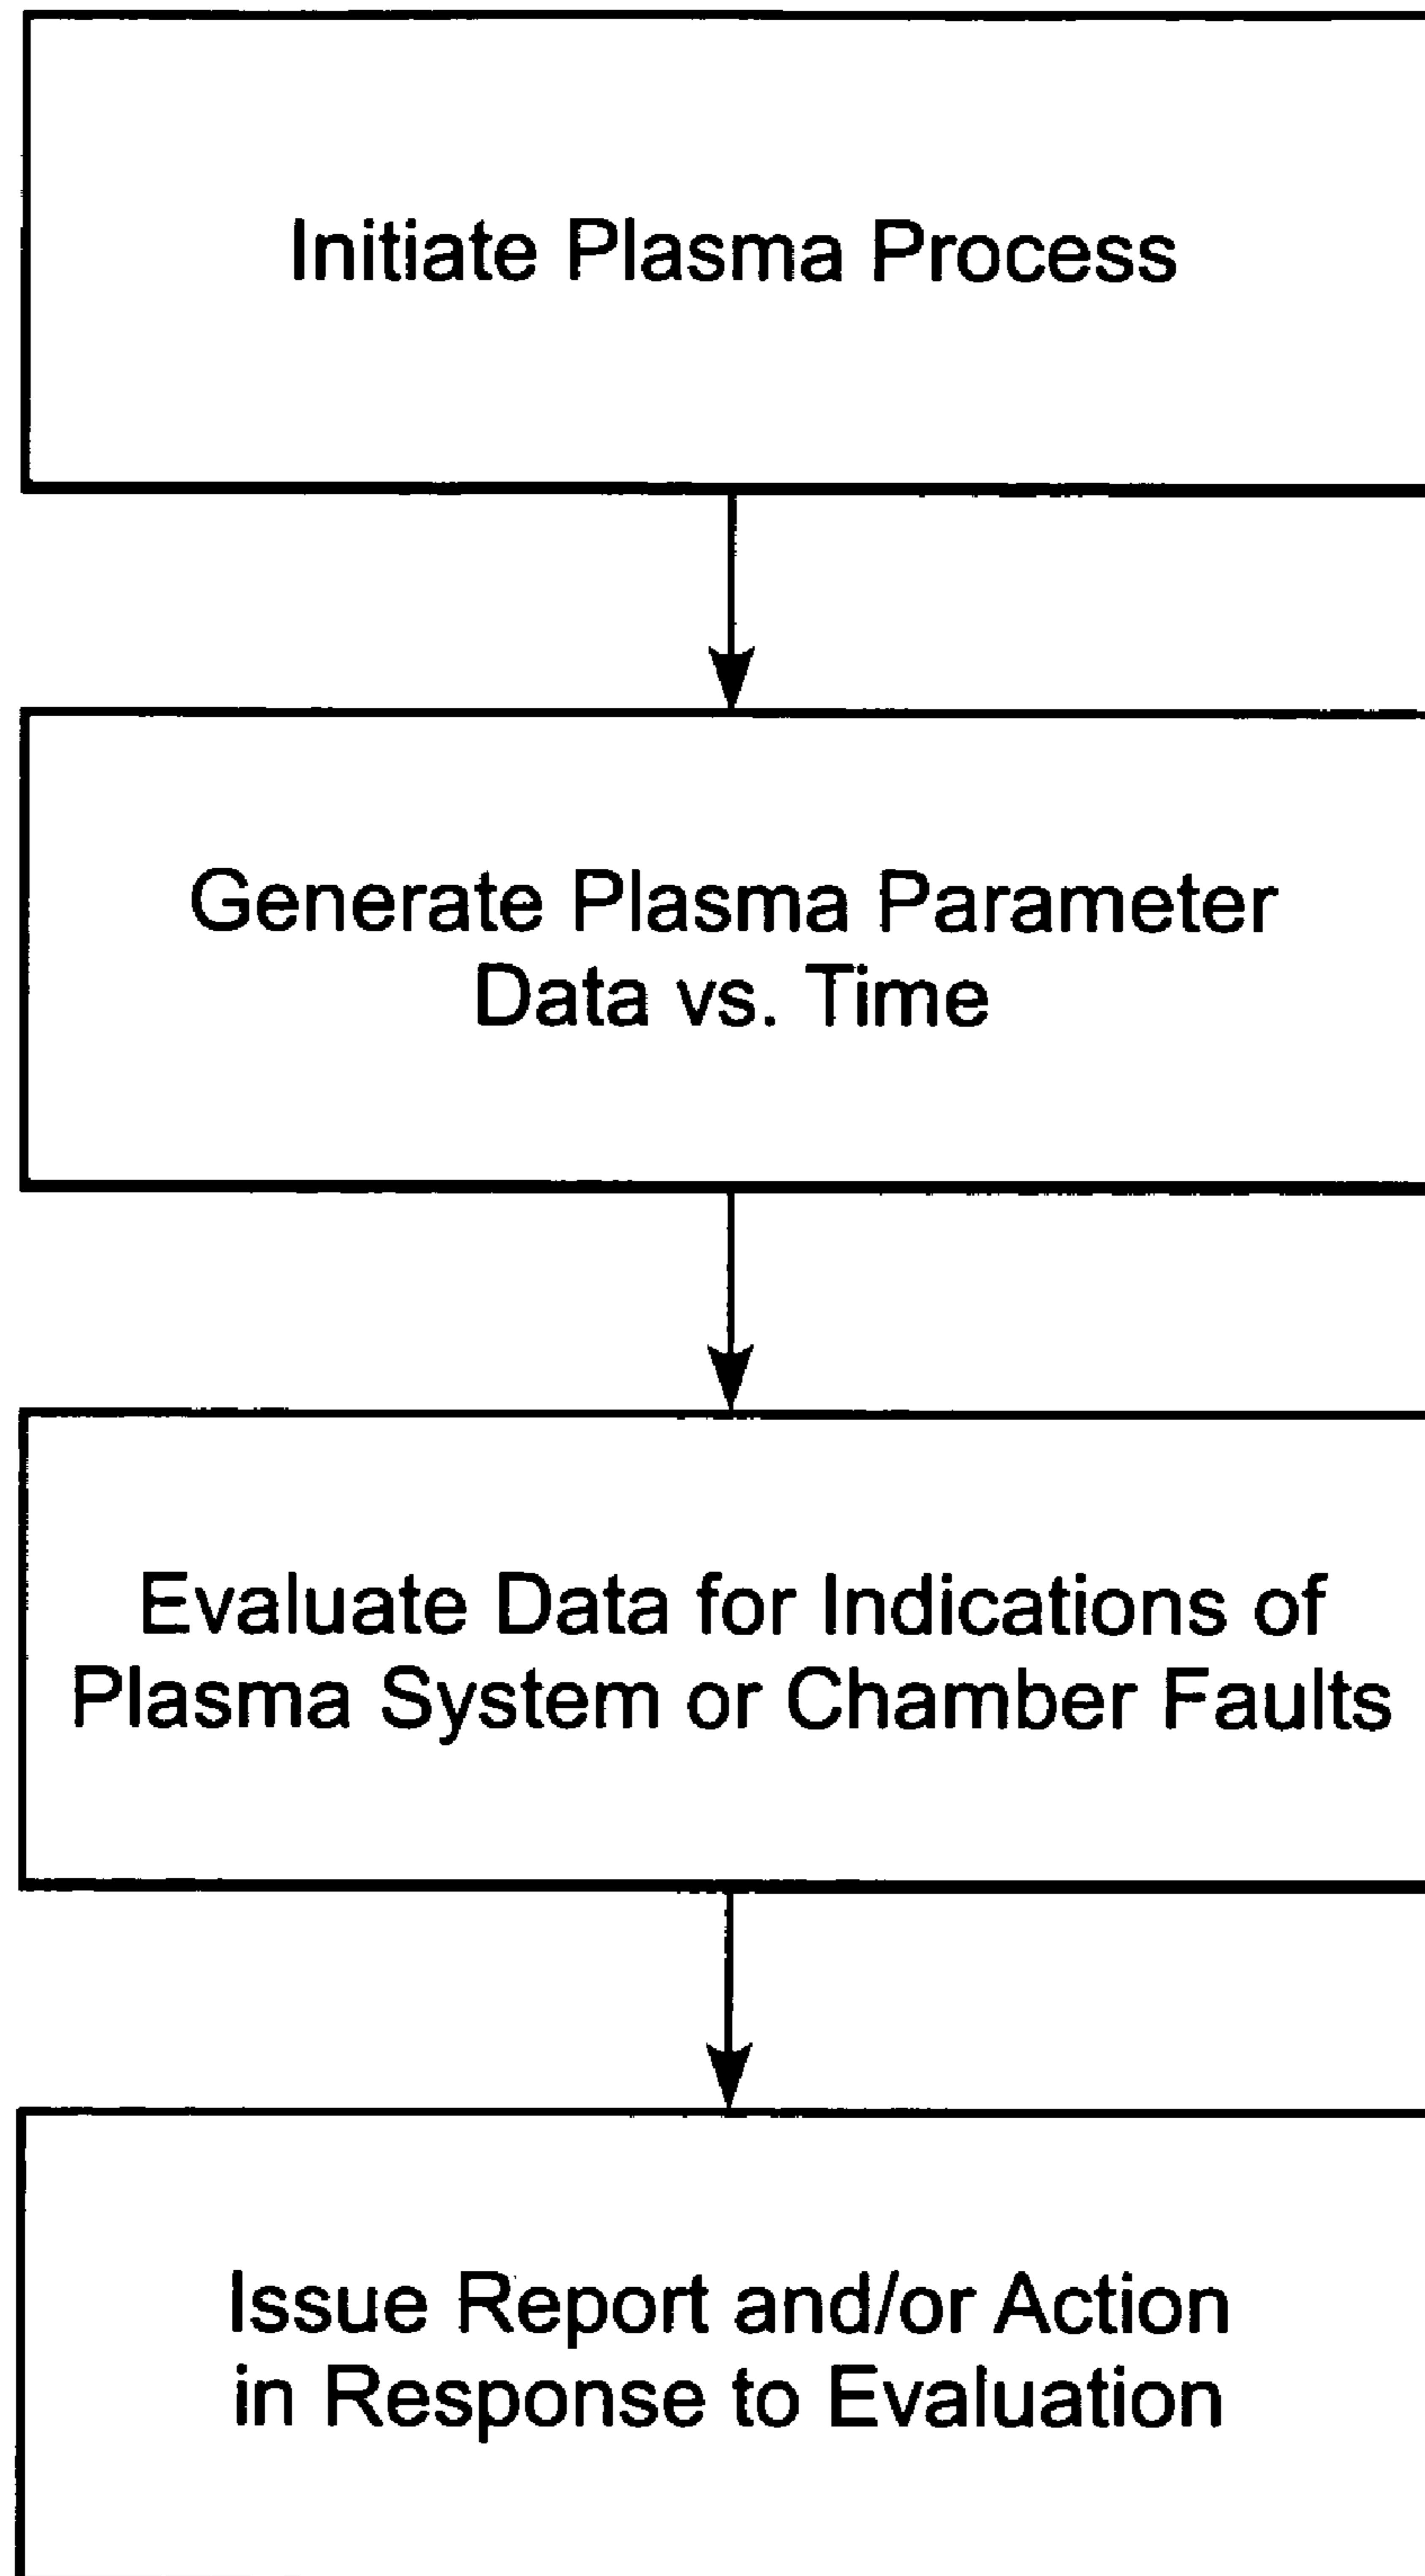 Initiate Plasma Process
Generate Plasma Parameter
Data vs. Time
Evaluate Data for Indications of
Plasma System or Chamber Faults
Issue Report and/or Action
in Response to Evaluation